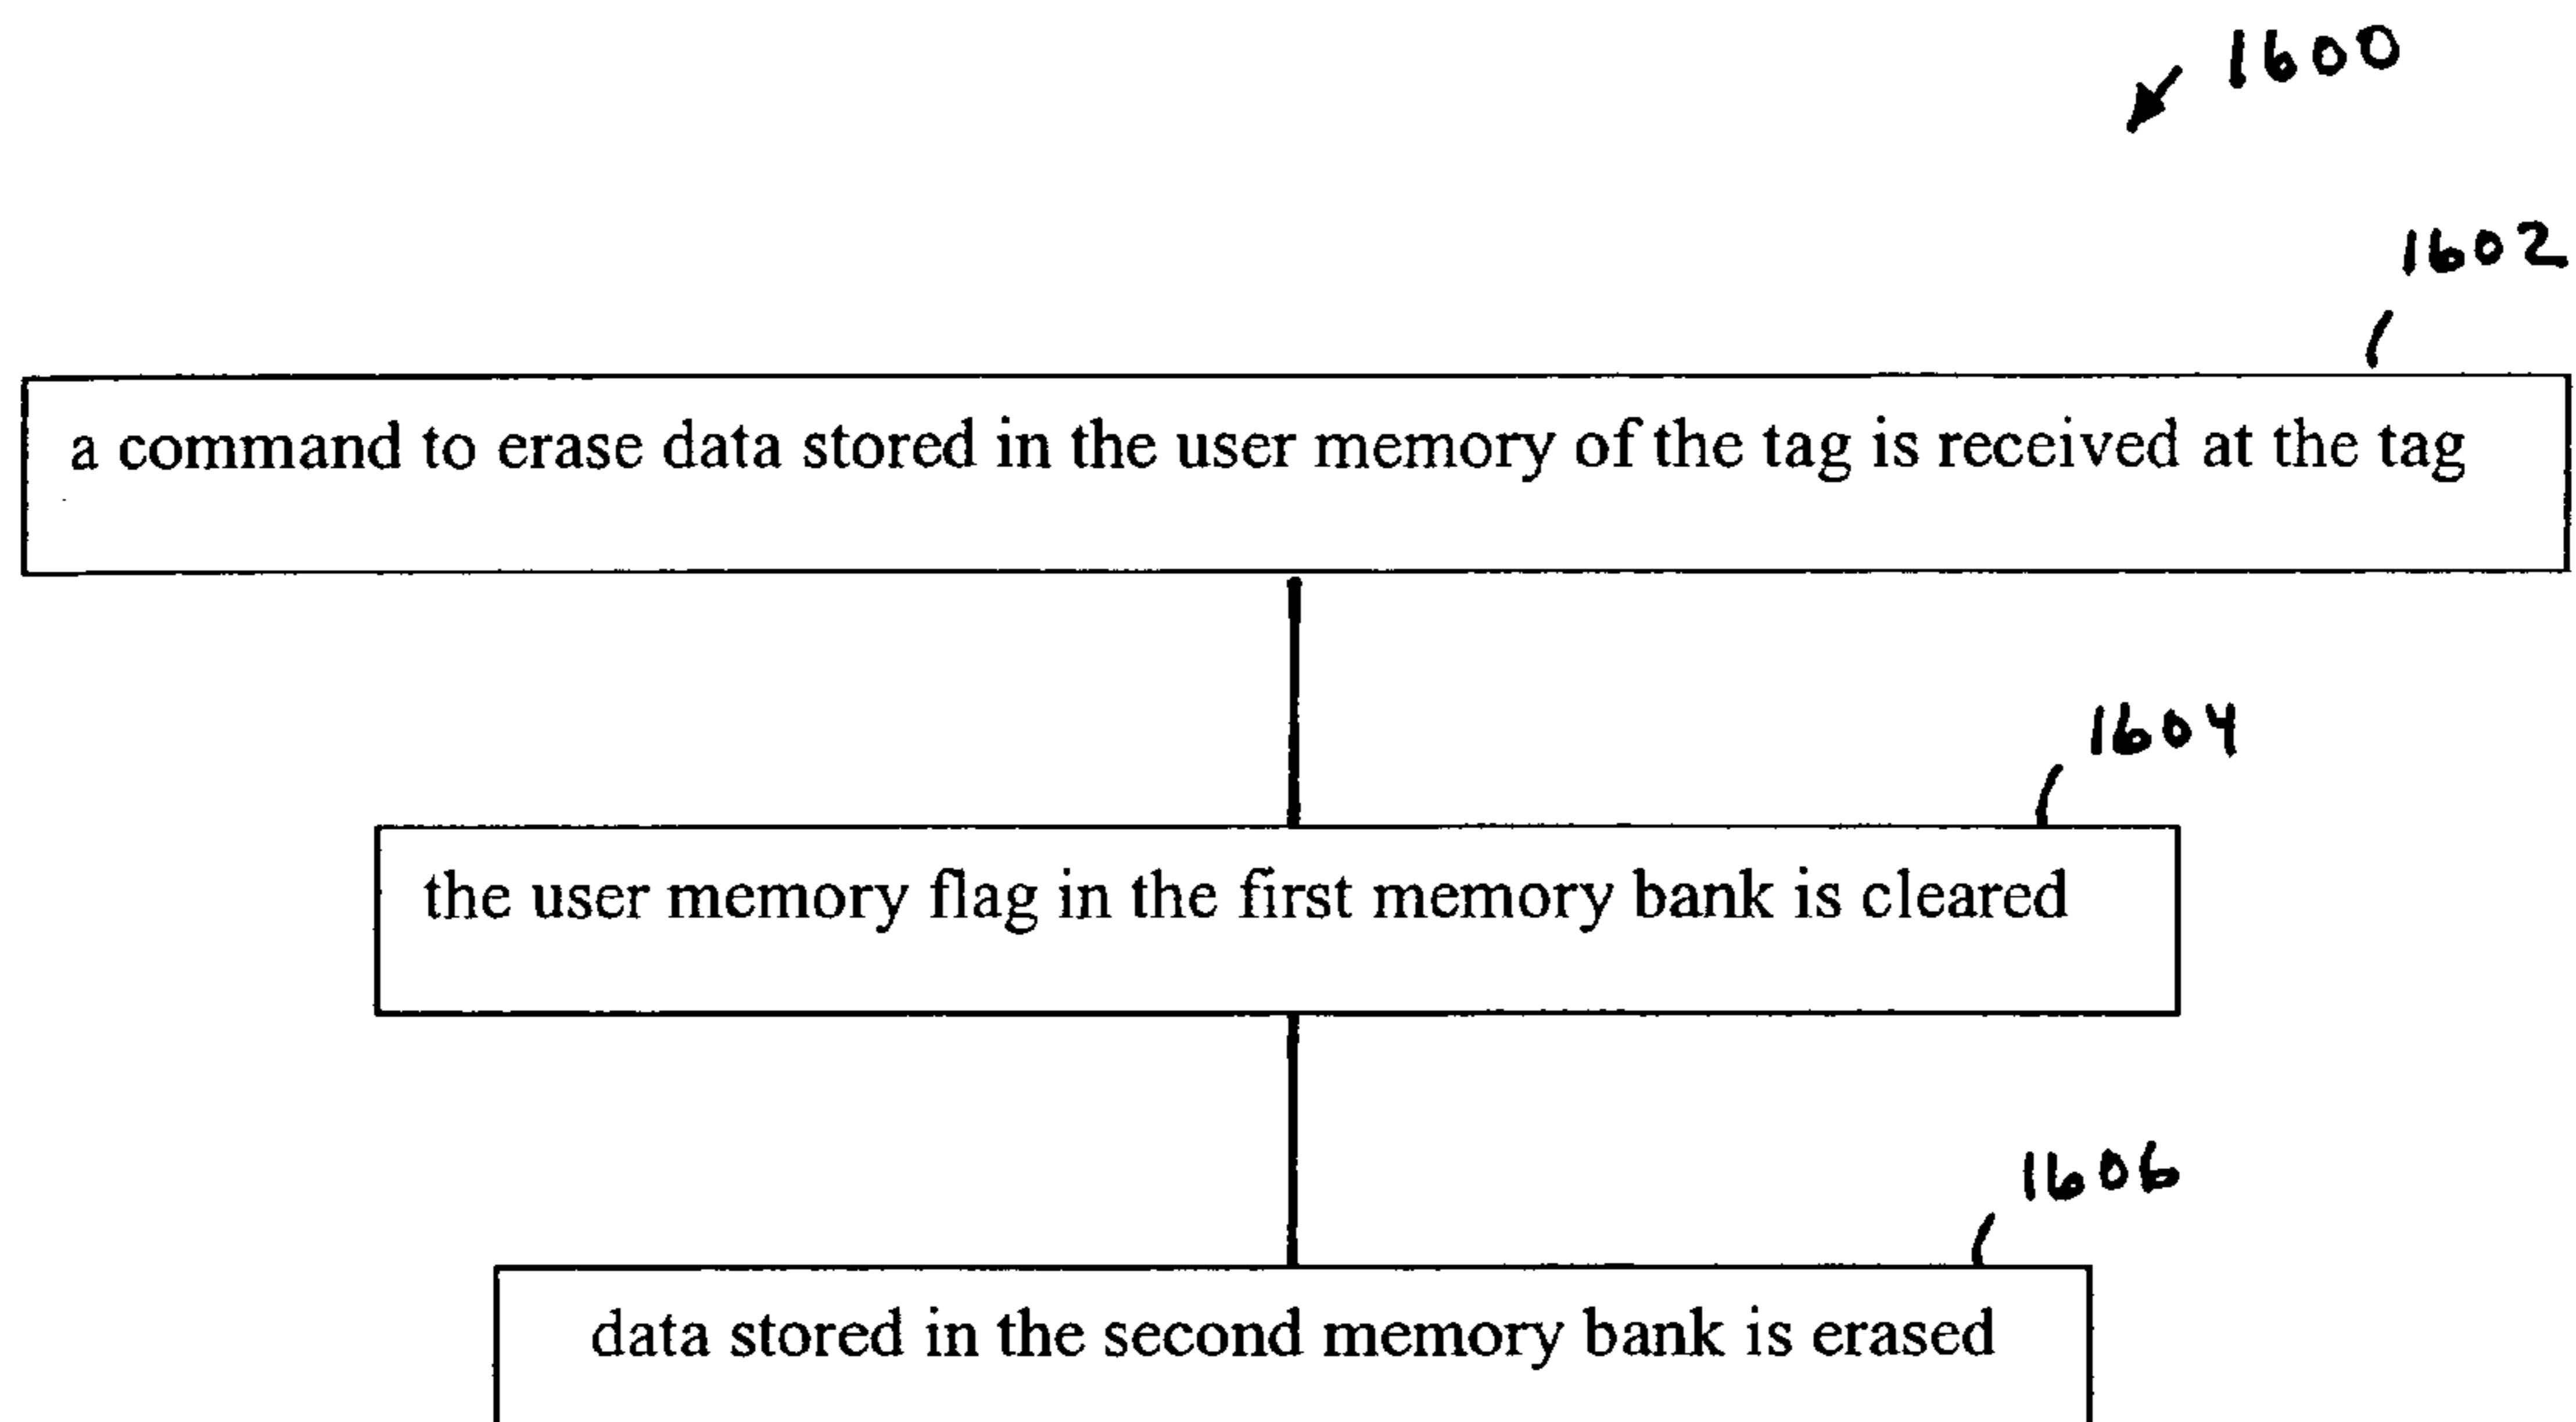 1600
1602
a command to erase data stored in the user memory of the tag is received at the tag
1604
the user memory flag in the first memory bank is cleared
1606
data stored in the second memory bank is erased